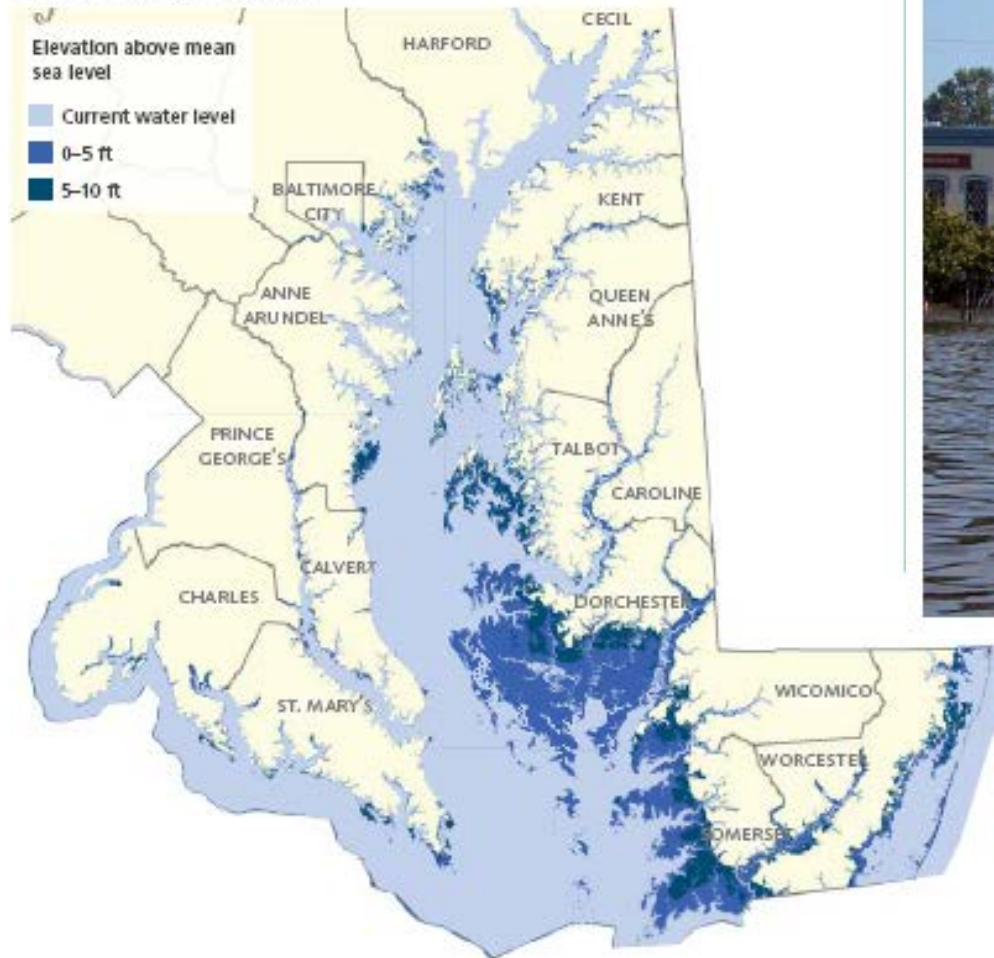 Elevation above mean
sea level
Current water level
0–5 ft
5–10 ft
CECIL
HARFORD
BALTIMORE
CITY
KENT
ANNE
ARUNDEL
QUEEN
ANNE'S
PRINCE
GEORGE'S
TALBOT
CAROLINE
CALVERT
CHARLES
DORCHESTER
ST. MARY'S
WICOMICO
WORCESTER
SOMERSET